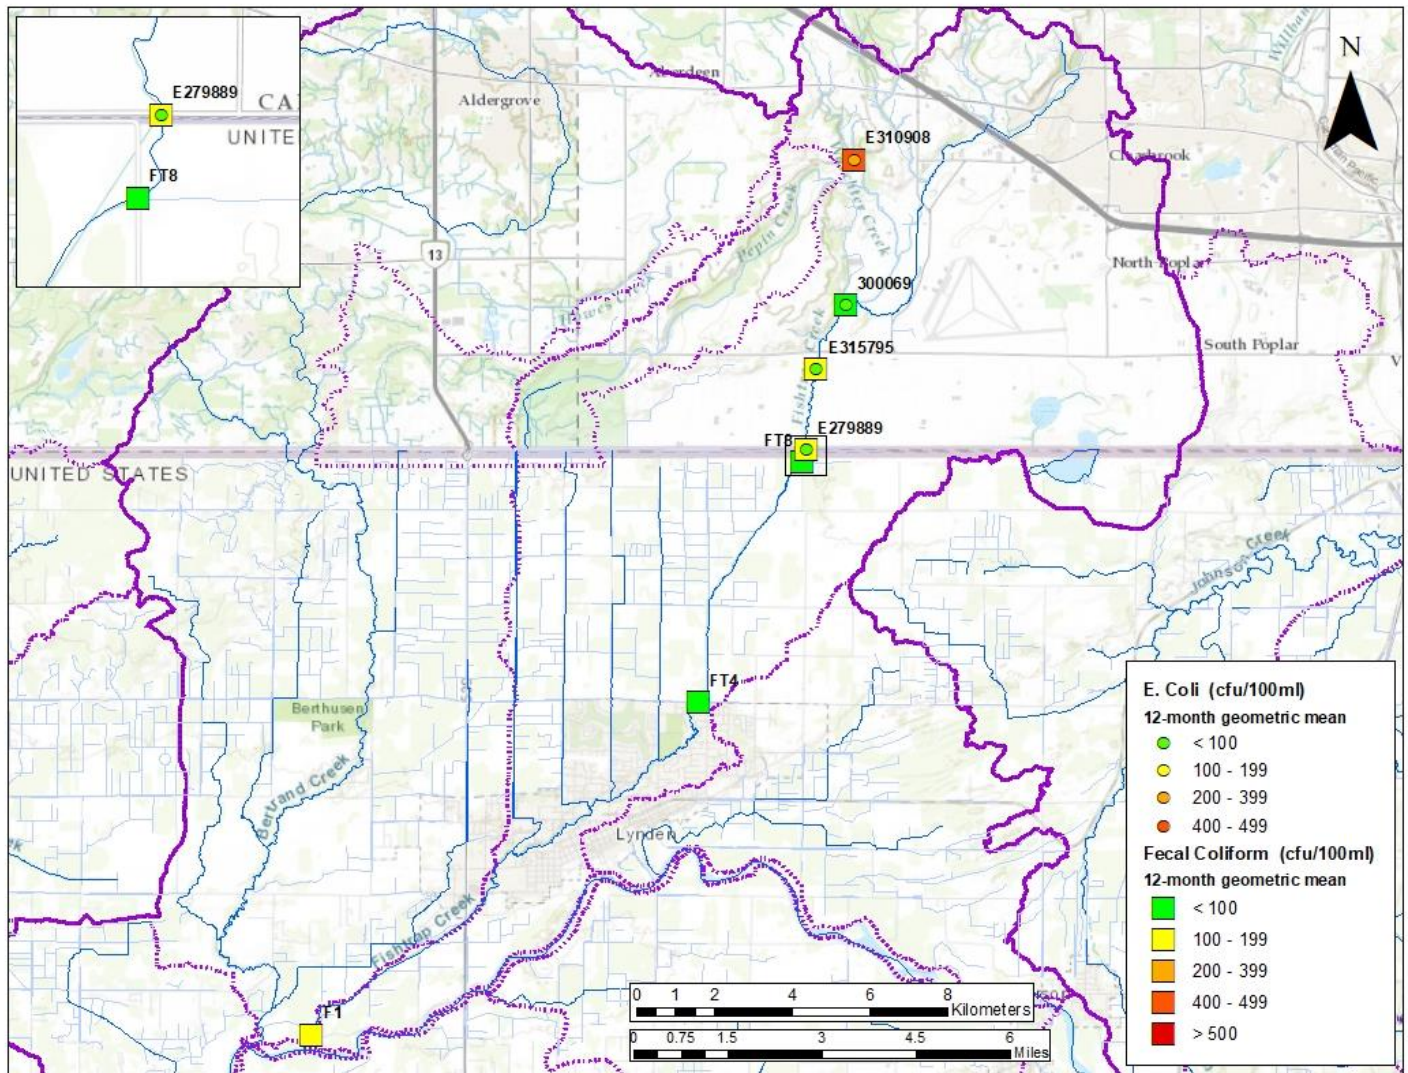 E279889
CA
UNITE
FT8
Aberdeen
Aldergrove
N
E310908
Clearbrook
Pepin Creek
13
North Poplar
300069
South Poplar
E315795
E279889
FT8
UNITED STATES
Johnson Creek
FT4
Berthusen
Park
Bertrand Creek
Lynden
Fishtrap Creek
F1
E. Coli (cfu/100ml)
12-month geometric mean
< 100
100 - 199
200 - 399
400 - 499
Fecal Coliform (cfu/100ml)
12-month geometric mean
< 100
100 - 199
200 - 399
400 - 499
> 500
0 1 2 4 6 8
Kilometers
0 0.75 1.5 3 4.5 6
Miles